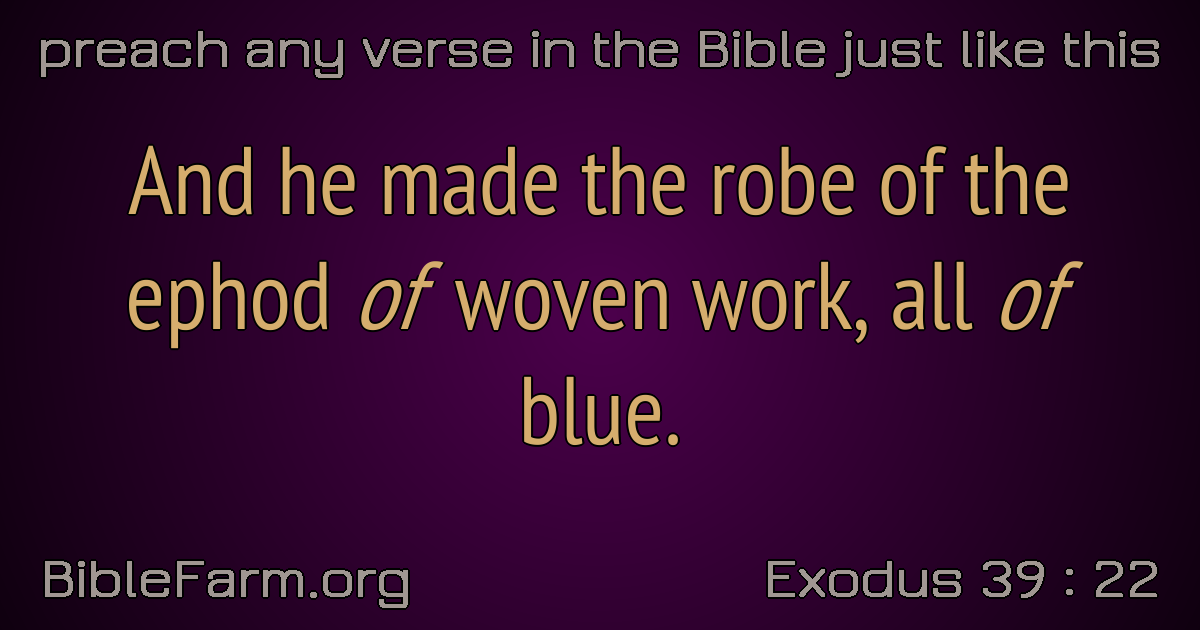 preach any verse in the Bible just like this
And he made the robe of the
ephod of woven work, all of
blue.
BibleFarm.org
Exodus 39 : 22